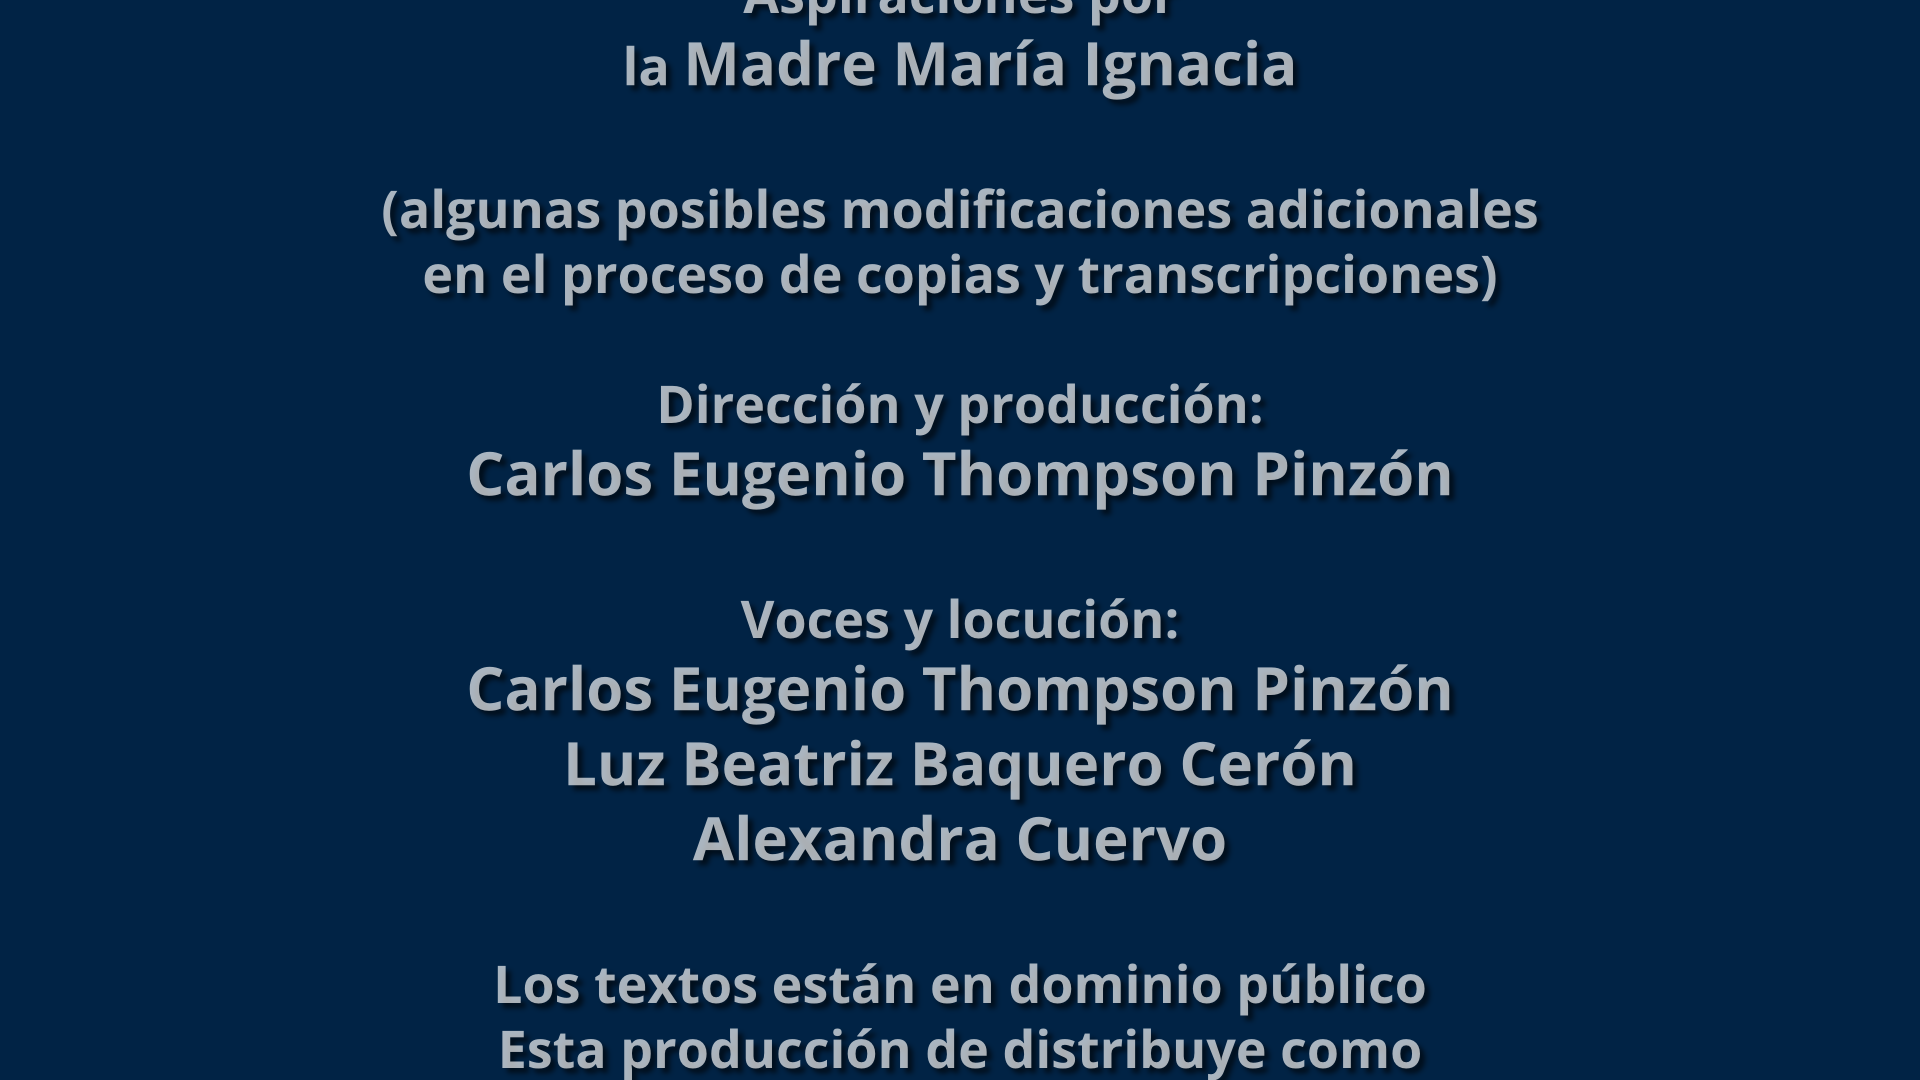 Aspiraciones por
la Madre María Ignacia
(algunas posibles modificaciones adicionales
en el proceso de copias y transcripciones)
Dirección y producción:
Carlos Eugenio Thompson Pinzón
Voces y locución:
Carlos Eugenio Thompson Pinzón
Luz Beatriz Baquero Cerón
Alexandra Cuervo
Los textos están en dominio público
Esta producción de distribuye como